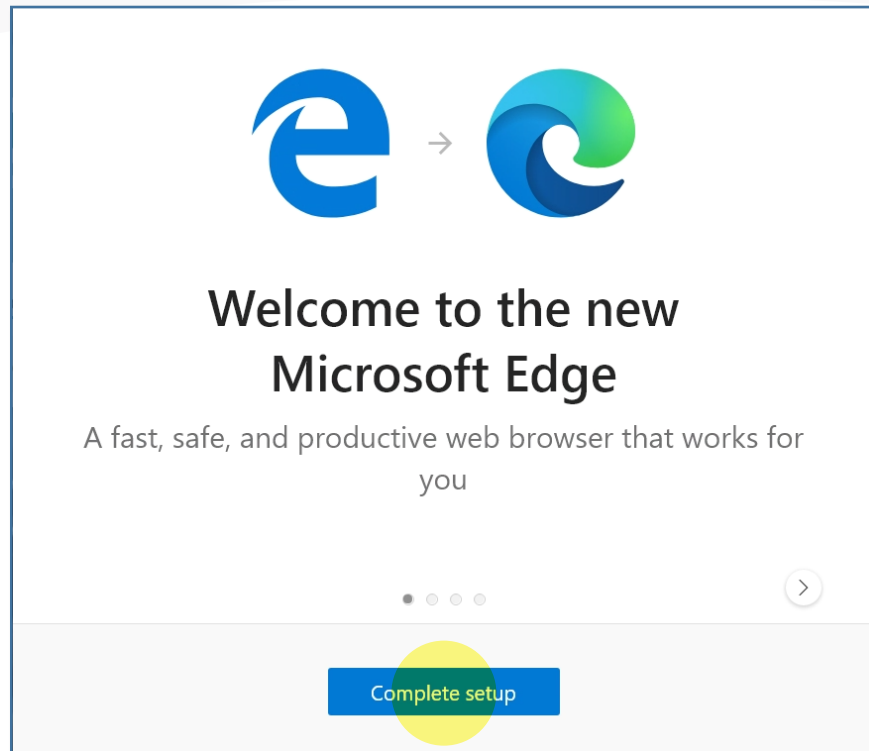 Welcome to the new
Microsoft Edge
A fast, safe, and productive web browser that works for
you
Complete setup